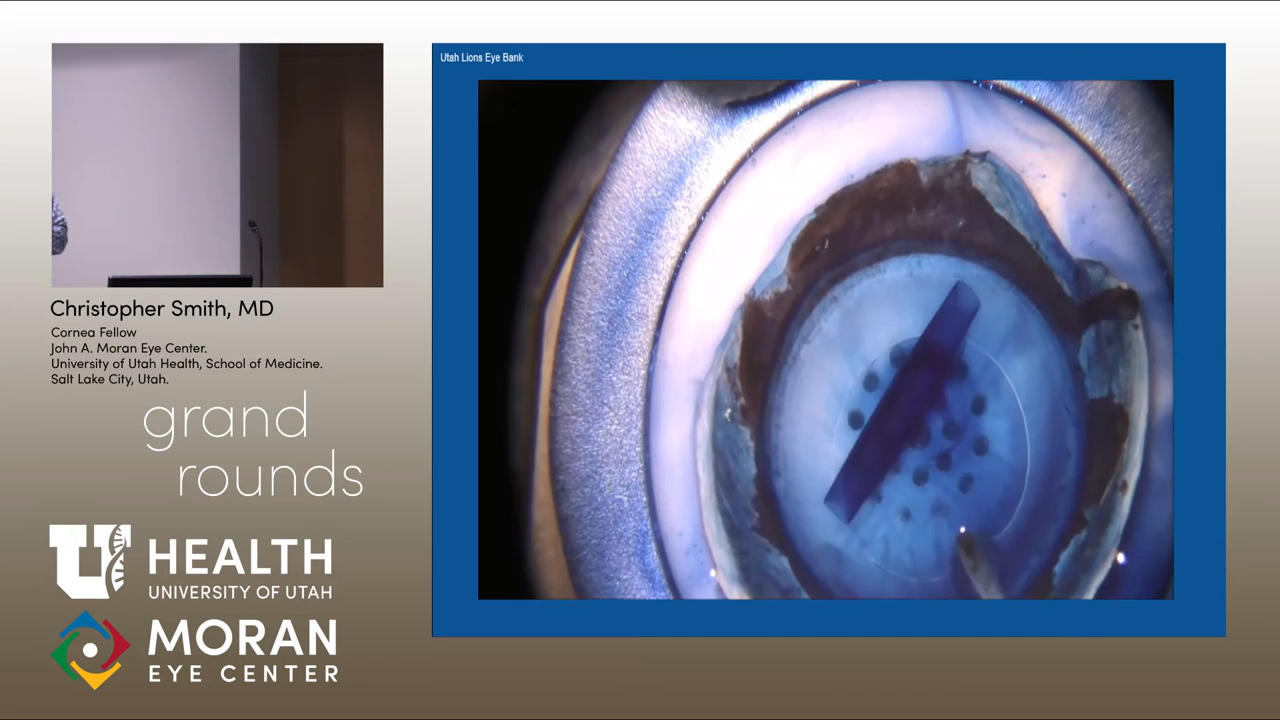 Utah Lions Eye Bank
Christopher Smith, MD
Cornea Fellow
John A. Moran Eye Center.
University of Utah Health, School of Medicine.
Salt Lake City, Utah.
grand
rounds
U HEALTH
UNIVERSITY OF UTAH
MORAN
EYE CENTER